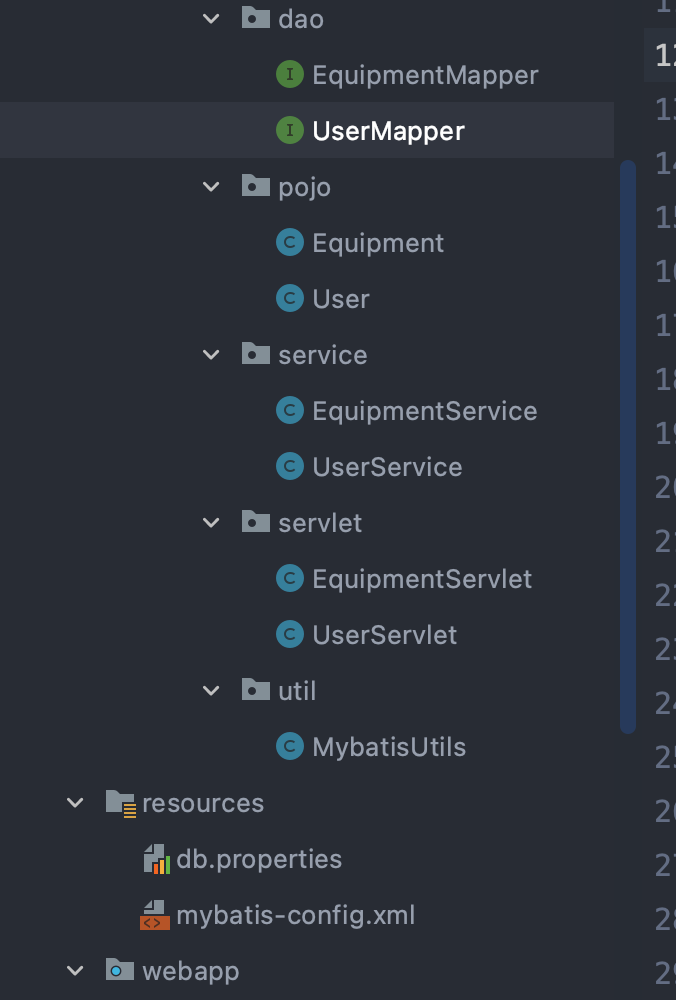 dao
EquipmentMapper
UserMapper
12
13
14
15
16
17
18
19
20
21
22
23
24
25
26
27
28
29
pojo
Equipment
User
service
EquipmentService
UserService
servlet
EquipmentServlet
UserServlet
util
MybatisUtils
resources
db.properties
mybatis-config.xml
webapp